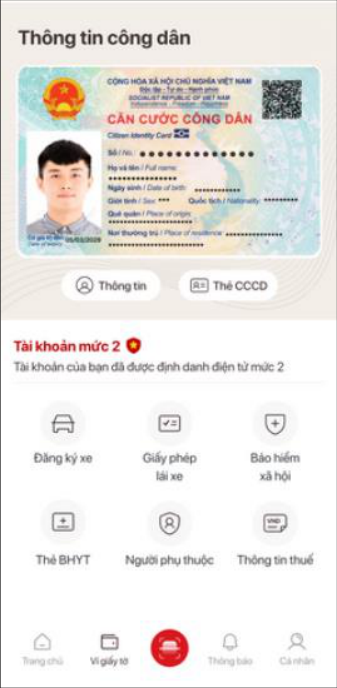 Thông tin công dân
CỘNG HÒA XÃ HỘI CHỦ NGHĨA VIỆT NAM
Độc lập - Tự do - Hạnh phúc
SOCIALIST REPUBLIC OF VIET NAM
Independence - Freedom - Happiness
CĂN CƯỚC CÔNG DÂN
Citizen Identity Card
Số / No.:
Họ và tên / Full name:
Ngày sinh / Date of birth:
Giới tính / Sex: Quốc tịch / Nationality:
Quê quán / Place of origin:
Nơi thường trú / Place of residence:
Có giá trị đến
Date of expiry
Thông tin
Thẻ CCCD
Tài khoản mức 2
Tài khoản của bạn đã được định danh điện tử mức 2
Đăng ký xe
Giấy phép
lái xe
Bảo hiểm
xã hội
VND
Thẻ BHYT
Người phụ thuộc
Thông tin thuế
Trang chủ
Ví giấy tờ
Thông báo
Cá nhân